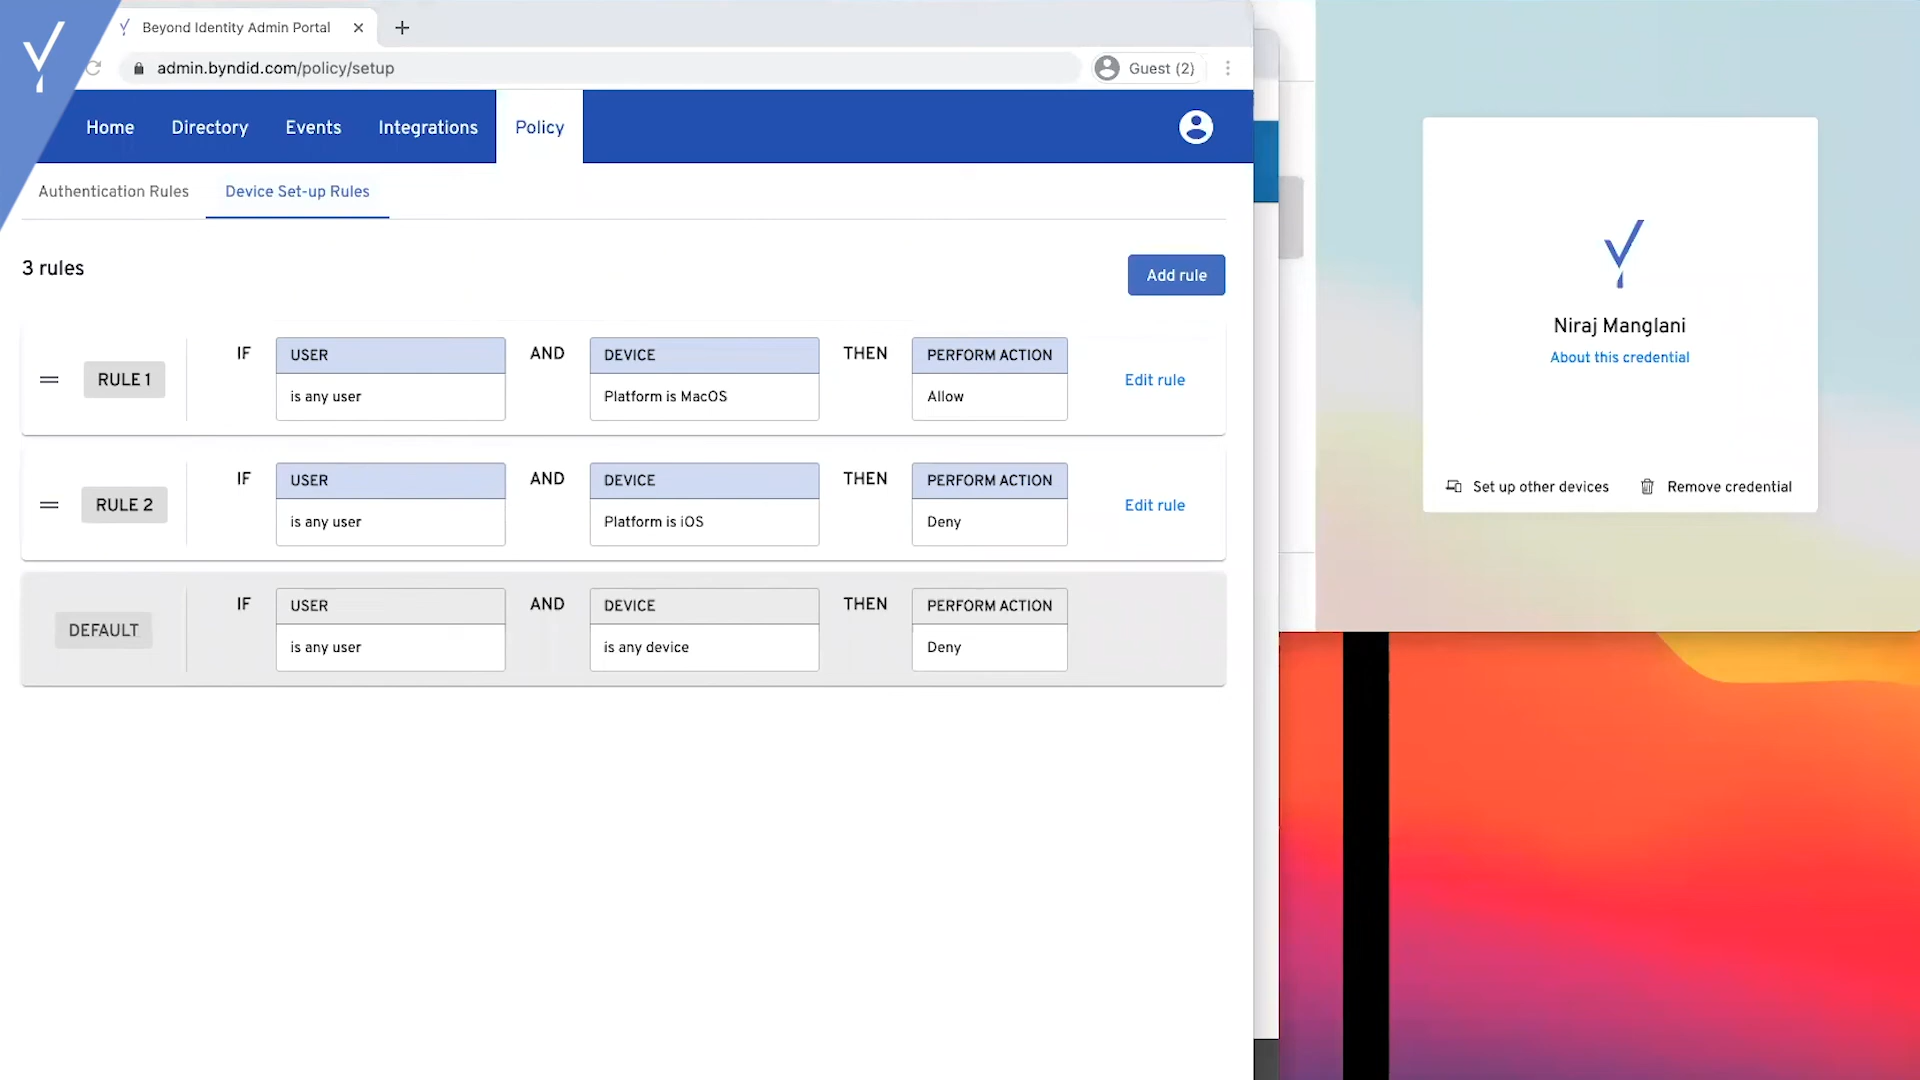 Beyond Identity Admin Portal
admin.byndid.com/policy/setup
Guest (2)
Home Directory Events Integrations Policy
Authentication Rules Device Set-up Rules
3 rules
Add rule
RULE 1
IF USER AND DEVICE THEN PERFORM ACTION
is any user Platform is MacOS Allow
Edit rule
RULE 2
IF USER AND DEVICE THEN PERFORM ACTION
is any user Platform is iOS Deny
Edit rule
DEFAULT
IF USER AND DEVICE THEN PERFORM ACTION
is any user is any device Deny
Niraj Manglani
About this credential
Set up other devices Remove credential